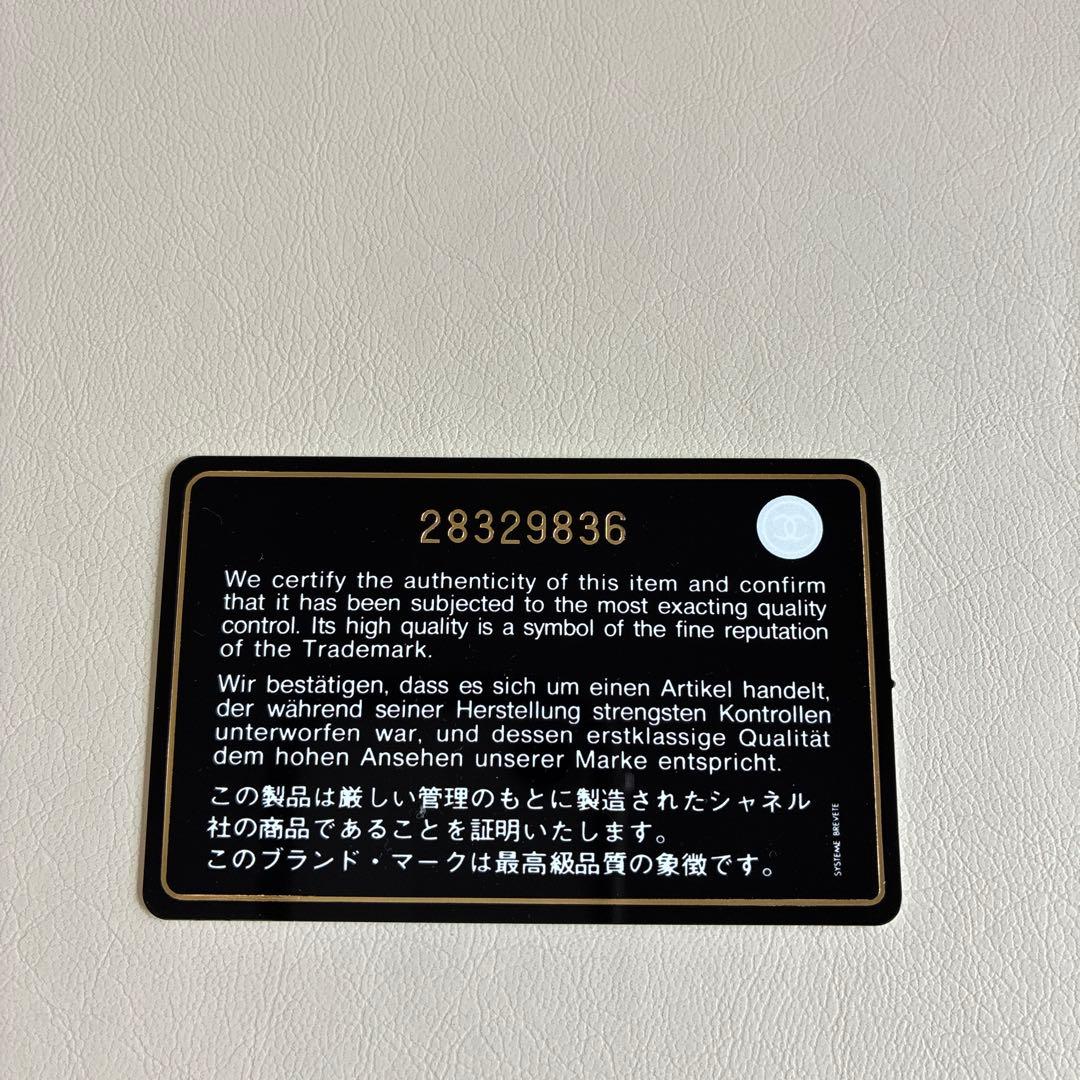 28329836
We certify the authenticity of this item and confirm
that it has been subjected to the most exacting quality
control. Its high quality is a symbol of the fine reputation
of the Trademark.
Wir bestätigen, dass es sich um einen Artikel handelt,
der während seiner Herstellung strengsten Kontrollen
unterworfen war, und dessen erstklassige Qualität
dem hohen Ansehen unserer Marke entspricht.
この製品は厳しい管理のもとに製造されたシャネル
社の商品であることを証明いたします。
このブランド・マークは最高級品質の象徴です。
SYSTEME BREVETE